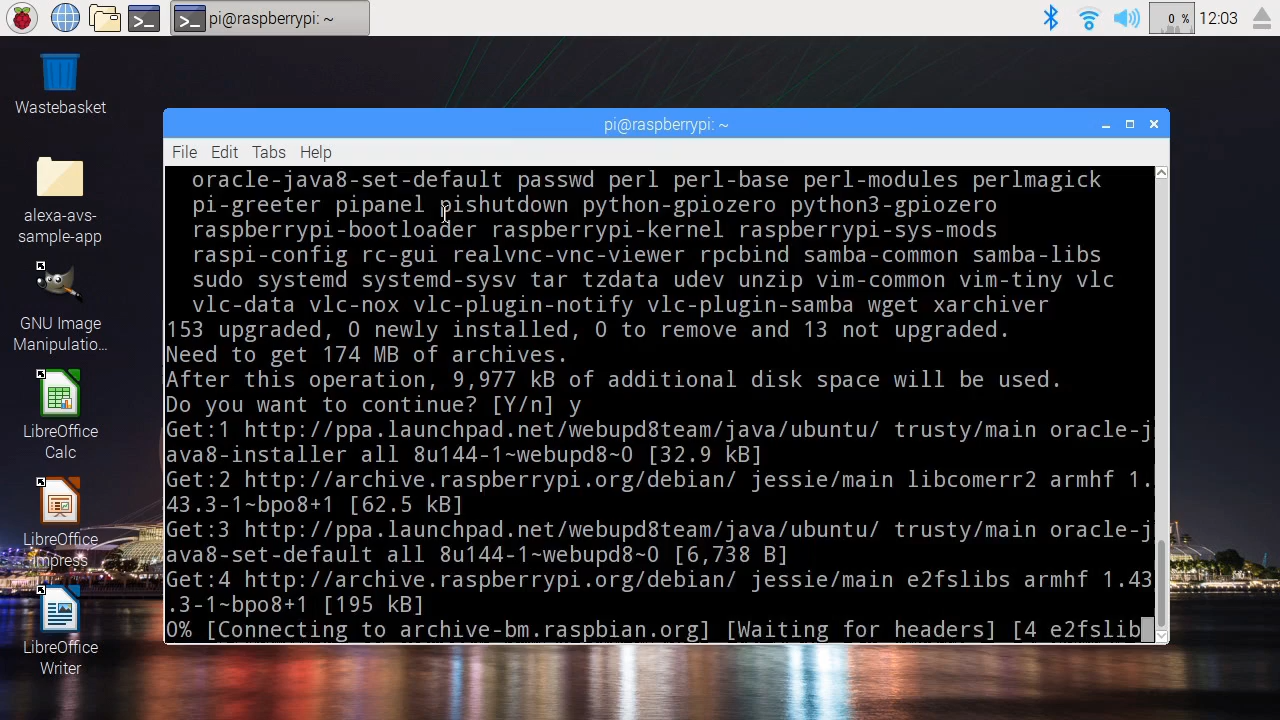 pi@raspberrypi: ~
0 %
12:03
Wastebasket
alexa-avs-
sample-app
GNU Image
Manipulatio...
LibreOffice
Calc
LibreOffice
Impress
LibreOffice
Writer
pi@raspberrypi: ~
File Edit Tabs Help
oracle-java8-set-default passwd perl perl-base perl-modules perlmagick
pi-greeter pipanel pishutdown python-gpiozero python3-gpiozero
raspberrypi-bootloader raspberrypi-kernel raspberrypi-sys-mods
raspi-config rc-gui realvnc-vnc-viewer rpcbind samba-common samba-libs
sudo systemd systemd-sysv tar tzdata udev unzip vim-common vim-tiny vlc
vlc-data vlc-nox vlc-plugin-notify vlc-plugin-samba wget xarchiver
153 upgraded, 0 newly installed, 0 to remove and 13 not upgraded.
Need to get 174 MB of archives.
After this operation, 9,977 kB of additional disk space will be used.
Do you want to continue? [Y/n] y
Get:1 http://ppa.launchpad.net/webupd8team/java/ubuntu/ trusty/main oracle-j
ava8-installer all 8u144-1~webupd8~0 [32.9 kB]
Get:2 http://archive.raspberrypi.org/debian/ jessie/main libcomerr2 armhf 1.
43.3-1~bpo8+1 [62.5 kB]
Get:3 http://ppa.launchpad.net/webupd8team/java/ubuntu/ trusty/main oracle-j
ava8-set-default all 8u144-1~webupd8~0 [6,738 B]
Get:4 http://archive.raspberrypi.org/debian/ jessie/main e2fslibs armhf 1.43
.3-1~bpo8+1 [195 kB]
0% [Connecting to archive-bm.raspbian.org] [Waiting for headers] [4 e2fslib